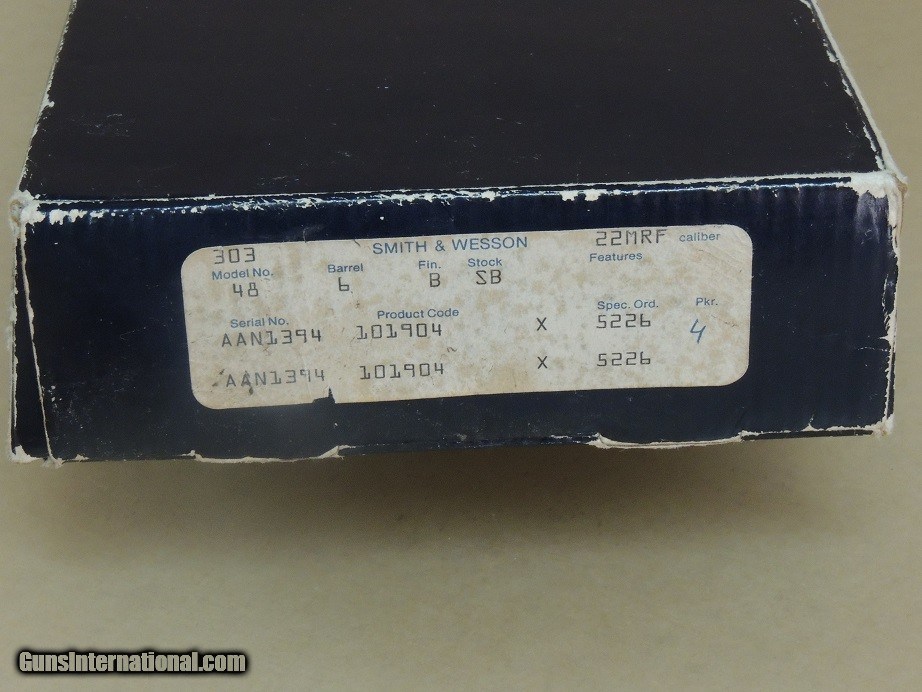 303 SMITH & WESSON 22MRF caliber
Model No. Barrel Fin. Stock Features
48 6 B SB
Serial No. Product Code Spec. Ord. Pkr.
AAN1394 101904 X 5226 4
AAN1394 101904 X 5226
GunsInternational.com